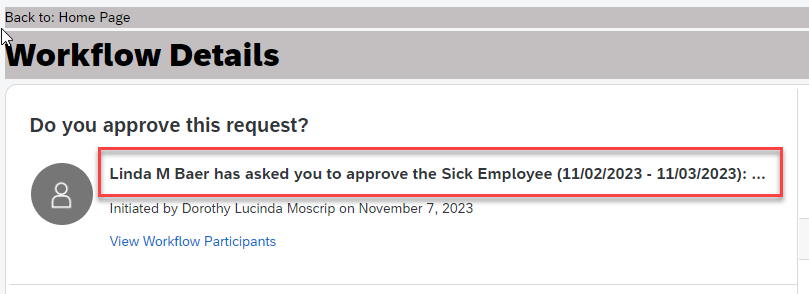 Back to: Home Page
Workflow Details
Do you approve this request?
Linda M Baer has asked you to approve the Sick Employee (11/02/2023 - 11/03/2023): ...
Initiated by Dorothy Lucinda Moscrip on November 7, 2023
View Workflow Participants